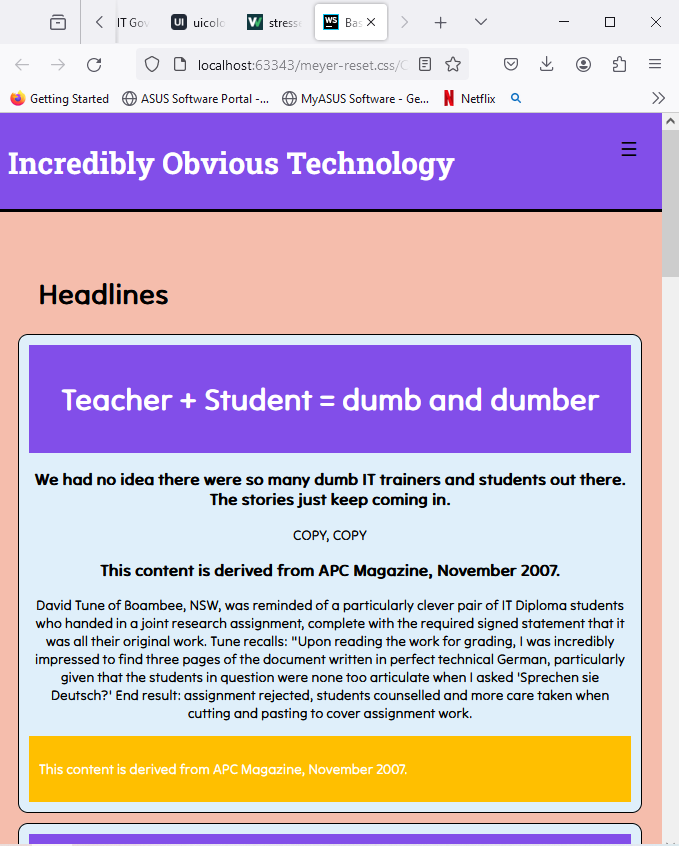 IT Gov
uicolo
stresse
WS Bas
localhost:63343/meyer-reset.css/C
Getting Started
ASUS Software Portal -...
MyASUS Software - Ge...
Netflix
Incredibly Obvious Technology
Headlines
Teacher + Student = dumb and dumber
We had no idea there were so many dumb IT trainers and students out there.
The stories just keep coming in.
COPY, COPY
This content is derived from APC Magazine, November 2007.
David Tune of Boambee, NSW, was reminded of a particularly clever pair of IT Diploma students
who handed in a joint research assignment, complete with the required signed statement that it
was all their original work. Tune recalls: "Upon reading the work for grading, I was incredibly
impressed to find three pages of the document written in perfect technical German, particularly
given that the students in question were none too articulate when I asked 'Sprechen sie
Deutsch?' End result: assignment rejected, students counselled and more care taken when
cutting and pasting to cover assignment work.
This content is derived from APC Magazine, November 2007.